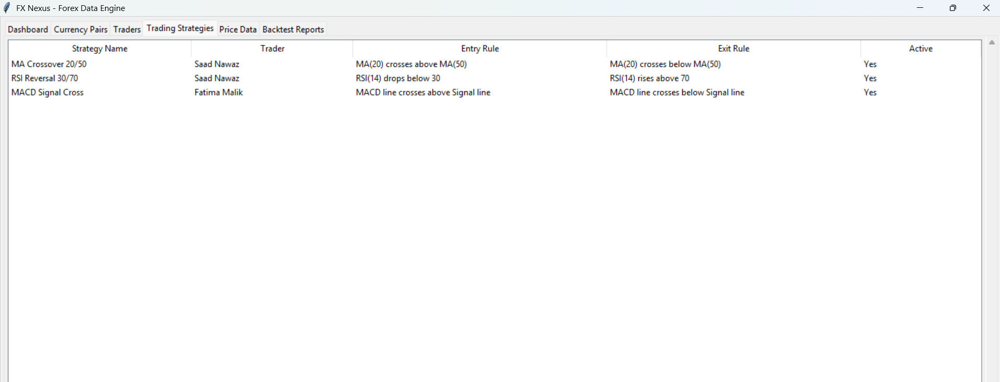 FX Nexus - Forex Data Engine
Dashboard Currency Pairs Traders Trading Strategies Price Data Backtest Reports
Strategy Name Trader Entry Rule Exit Rule Active
MA Crossover 20/50 Saad Nawaz MA(20) crosses above MA(50) MA(20) crosses below MA(50) Yes
RSI Reversal 30/70 Saad Nawaz RSI(14) drops below 30 RSI(14) rises above 70 Yes
MACD Signal Cross Fatima Malik MACD line crosses above Signal line MACD line crosses below Signal line Yes